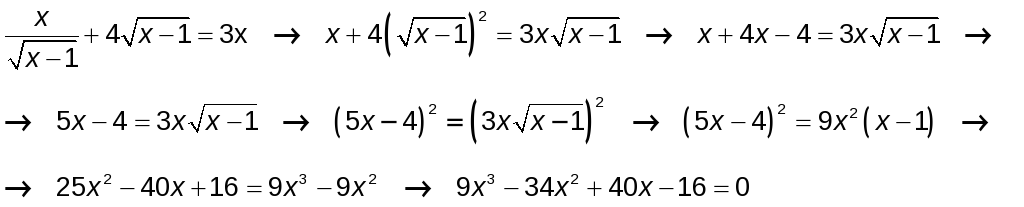 x/√(x−1) + 4√(x−1) = 3x → x + 4(√(x−1))² = 3x√(x−1) → x + 4x − 4 = 3x√(x−1) →
→ 5x − 4 = 3x√(x−1) → (5x − 4)² = (3x√(x−1))² → (5x − 4)² = 9x²(x − 1) →
→ 25x² − 40x + 16 = 9x³ − 9x² → 9x³ − 34x² + 40x − 16 = 0